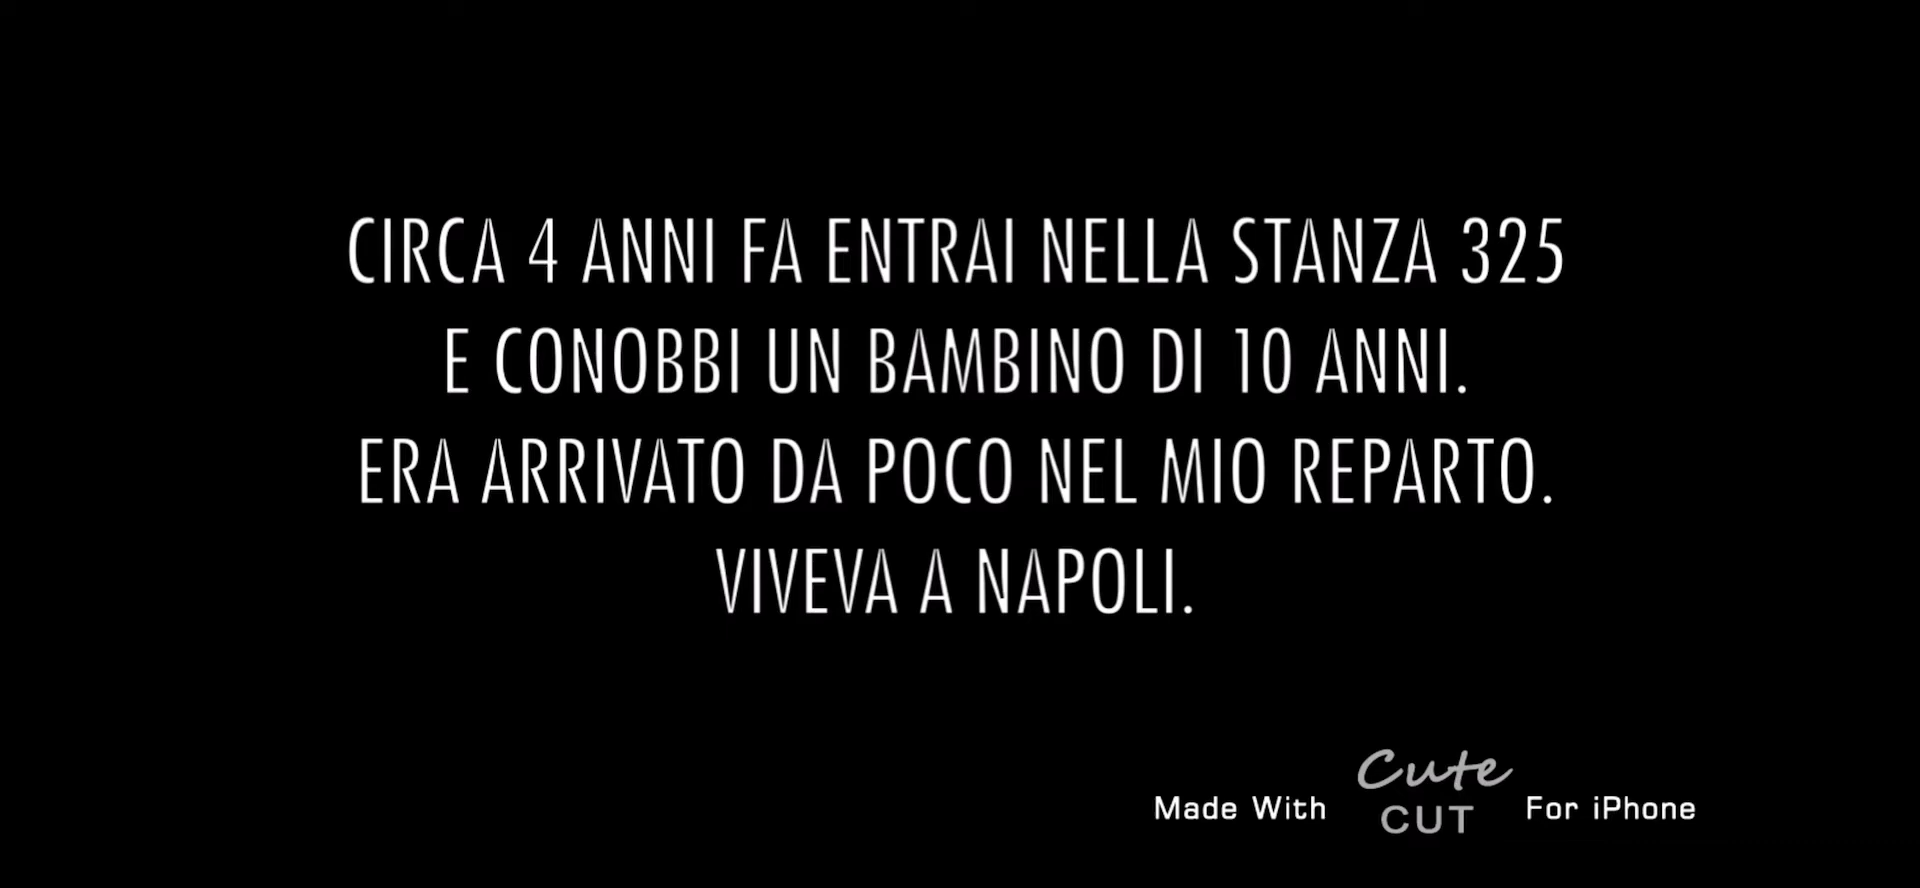 CIRCA 4 ANNI FA ENTRAI NELLA STANZA 325
E CONOBBI UN BAMBINO DI 10 ANNI.
ERA ARRIVATO DA POCO NEL MIO REPARTO.
VIVEVA A NAPOLI.
Made With Cute CUT For iPhone